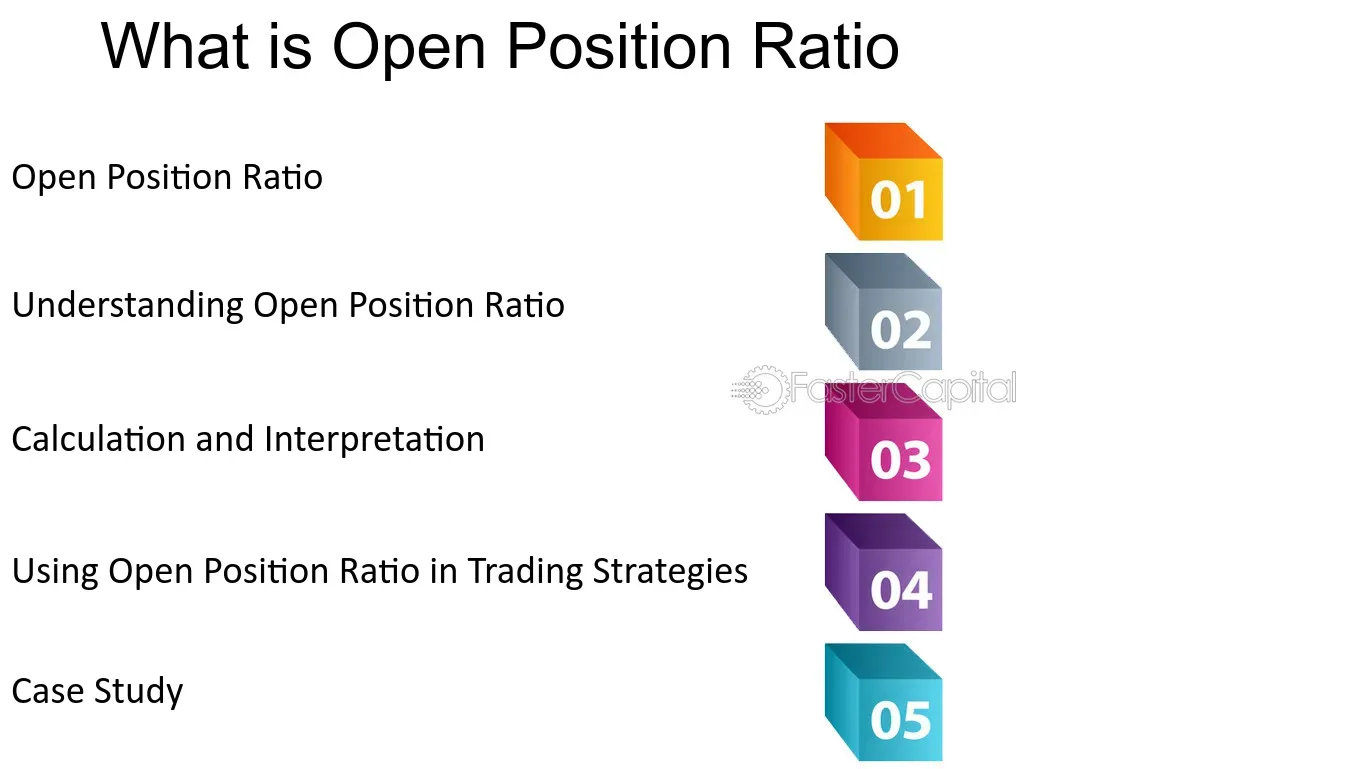 What is Open Position Ratio
Open Position Ratio
01
Understanding Open Position Ratio
02
FasterCapital
Calculation and Interpretation
03
Using Open Position Ratio in Trading Strategies
04
Case Study
05